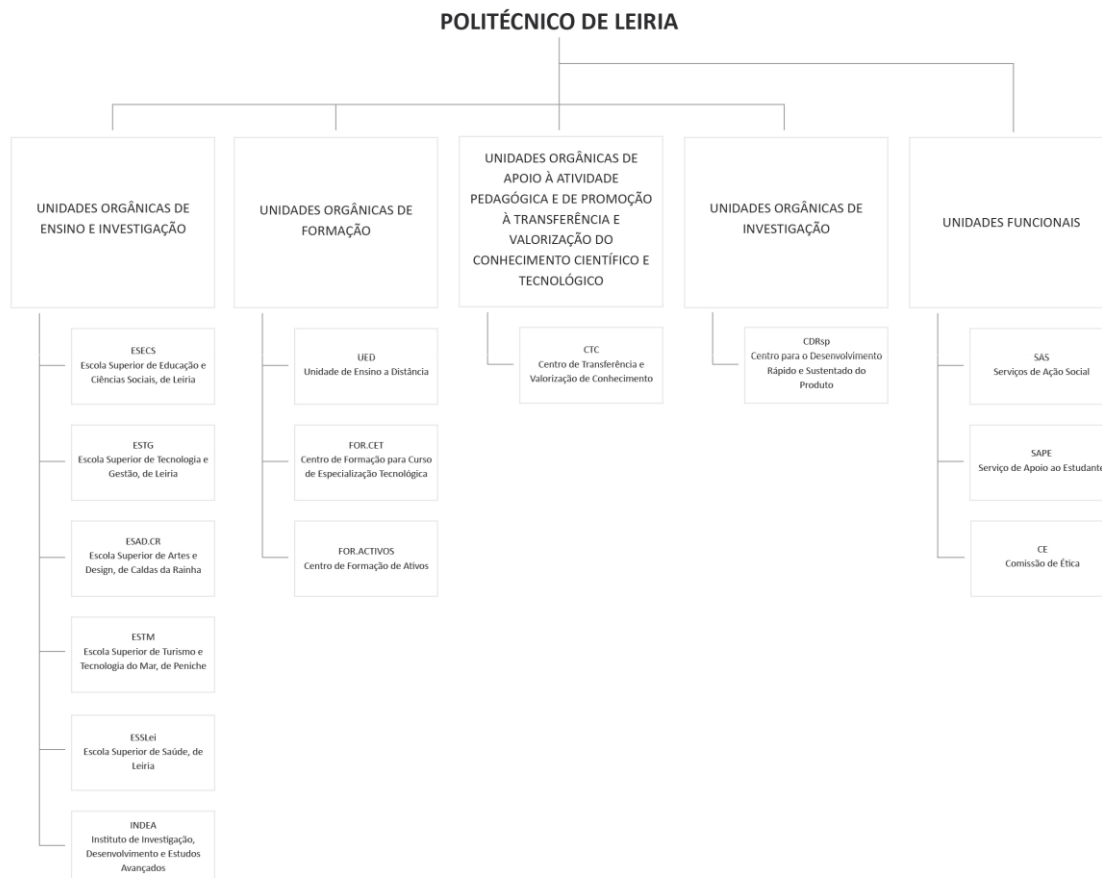 POLITÉCNICO DE LEIRIA
UNIDADES ORGÂNICAS DE
ENSINO E INVESTIGAÇÃO
ESECS
Escola Superior de Educação e
Ciências Sociais, de Leiria
ESTG
Escola Superior de Tecnologia e
Gestão, de Leiria
ESAD.CR
Escola Superior de Artes e
Design, de Caldas da Rainha
ESTM
Escola Superior de Turismo e
Tecnologia do Mar, de Peniche
ESSLei
Escola Superior de Saúde, de
Leiria
INDEA
Instituto de Investigação,
Desenvolvimento e Estudos
Avançados
UNIDADES ORGÂNICAS DE
FORMAÇÃO
UED
Unidade de Ensino a Distância
FOR.CET
Centro de Formação para Curso
de Especialização Tecnológica
FOR.ACTIVOS
Centro de Formação de Ativos
UNIDADES ORGÂNICAS DE
APOIO À ATIVIDADE
PEDAGÓGICA E DE PROMOÇÃO
À TRANSFERÊNCIA E
VALORIZAÇÃO DO
CONHECIMENTO CIENTÍFICO E
TECNOLÓGICO
CTC
Centro de Transferência e
Valorização de Conhecimento
UNIDADES ORGÂNICAS DE
INVESTIGAÇÃO
CDRsp
Centro para o Desenvolvimento
Rápido e Sustentado do
Produto
UNIDADES FUNCIONAIS
SAS
Serviços de Ação Social
SAPE
Serviço de Apoio ao Estudante
CE
Comissão de Ética